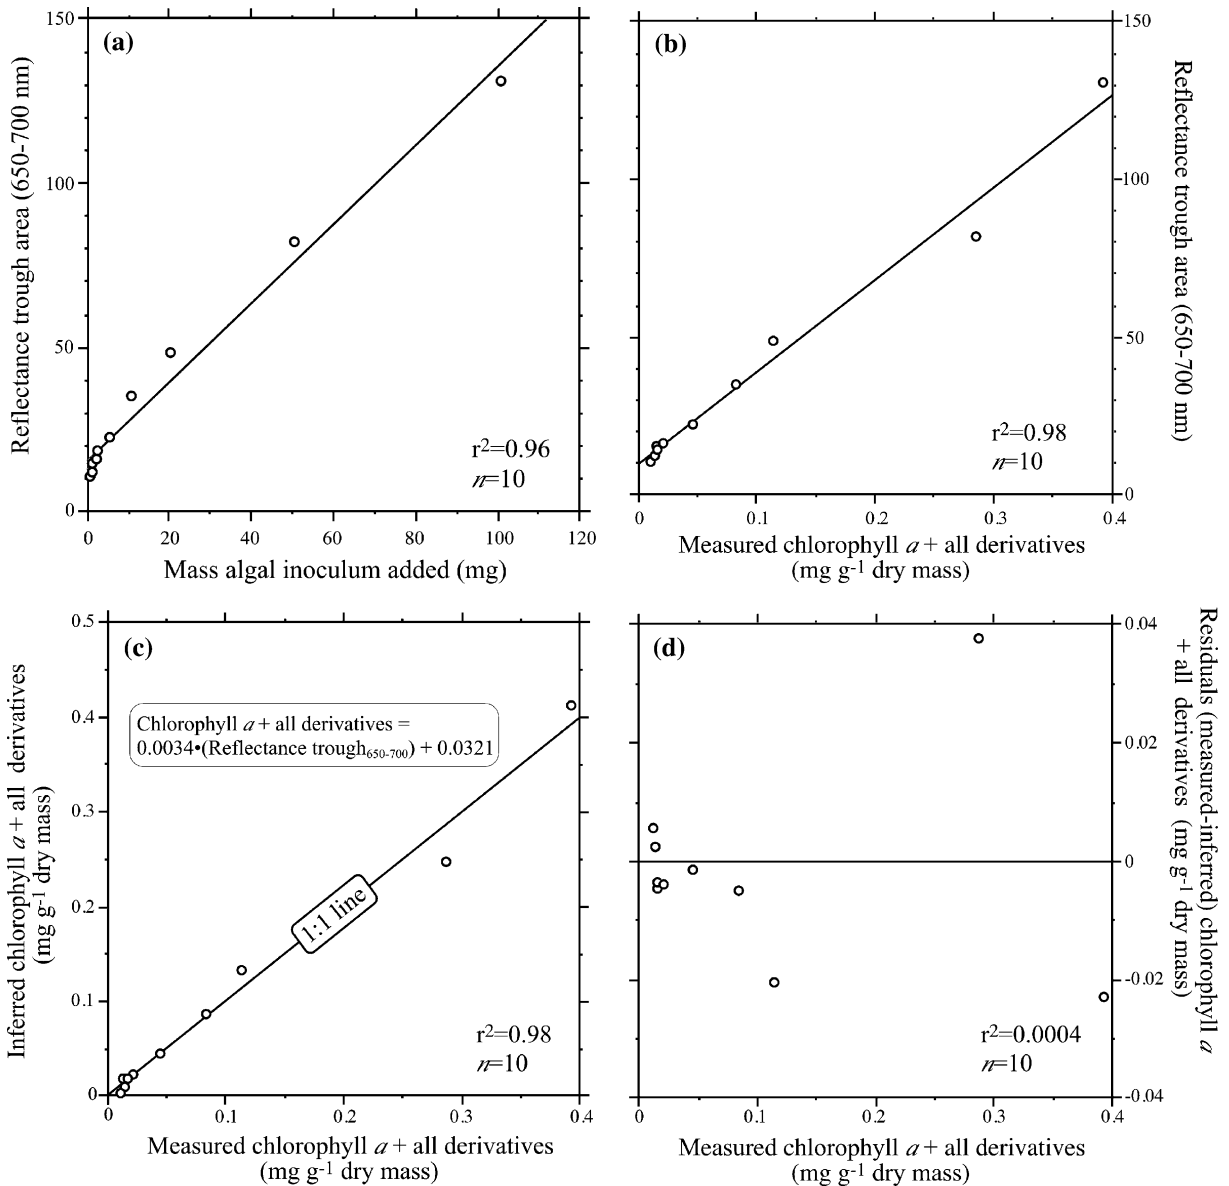 (a)
150
100
50
0
Reflectance trough area (650-700 nm)
r²=0.96
n=10
0 20 40 60 80 100 120
Mass algal inoculum added (mg)
(b)
150
100
50
0
Reflectance trough area (650-700 nm)
r²=0.98
n=10
0 0.1 0.2 0.3 0.4
Measured chlorophyll a + all derivatives
(mg g⁻¹ dry mass)
(c)
0.5
0.4
0.3
0.2
0.1
0
Inferred chlorophyll a + all derivatives
(mg g⁻¹ dry mass)
Chlorophyll a + all derivatives =
0.0034•(Reflectance trough₆₅₀₋₇₀₀) + 0.0321
1:1 line
r²=0.98
n=10
0 0.1 0.2 0.3 0.4
Measured chlorophyll a + all derivatives
(mg g⁻¹ dry mass)
(d)
0.04
0.02
0
-0.02
-0.04
Residuals (measured-inferred) chlorophyll a
+ all derivatives (mg g⁻¹ dry mass)
r²=0.0004
n=10
0 0.1 0.2 0.3 0.4
Measured chlorophyll a + all derivatives
(mg g⁻¹ dry mass)